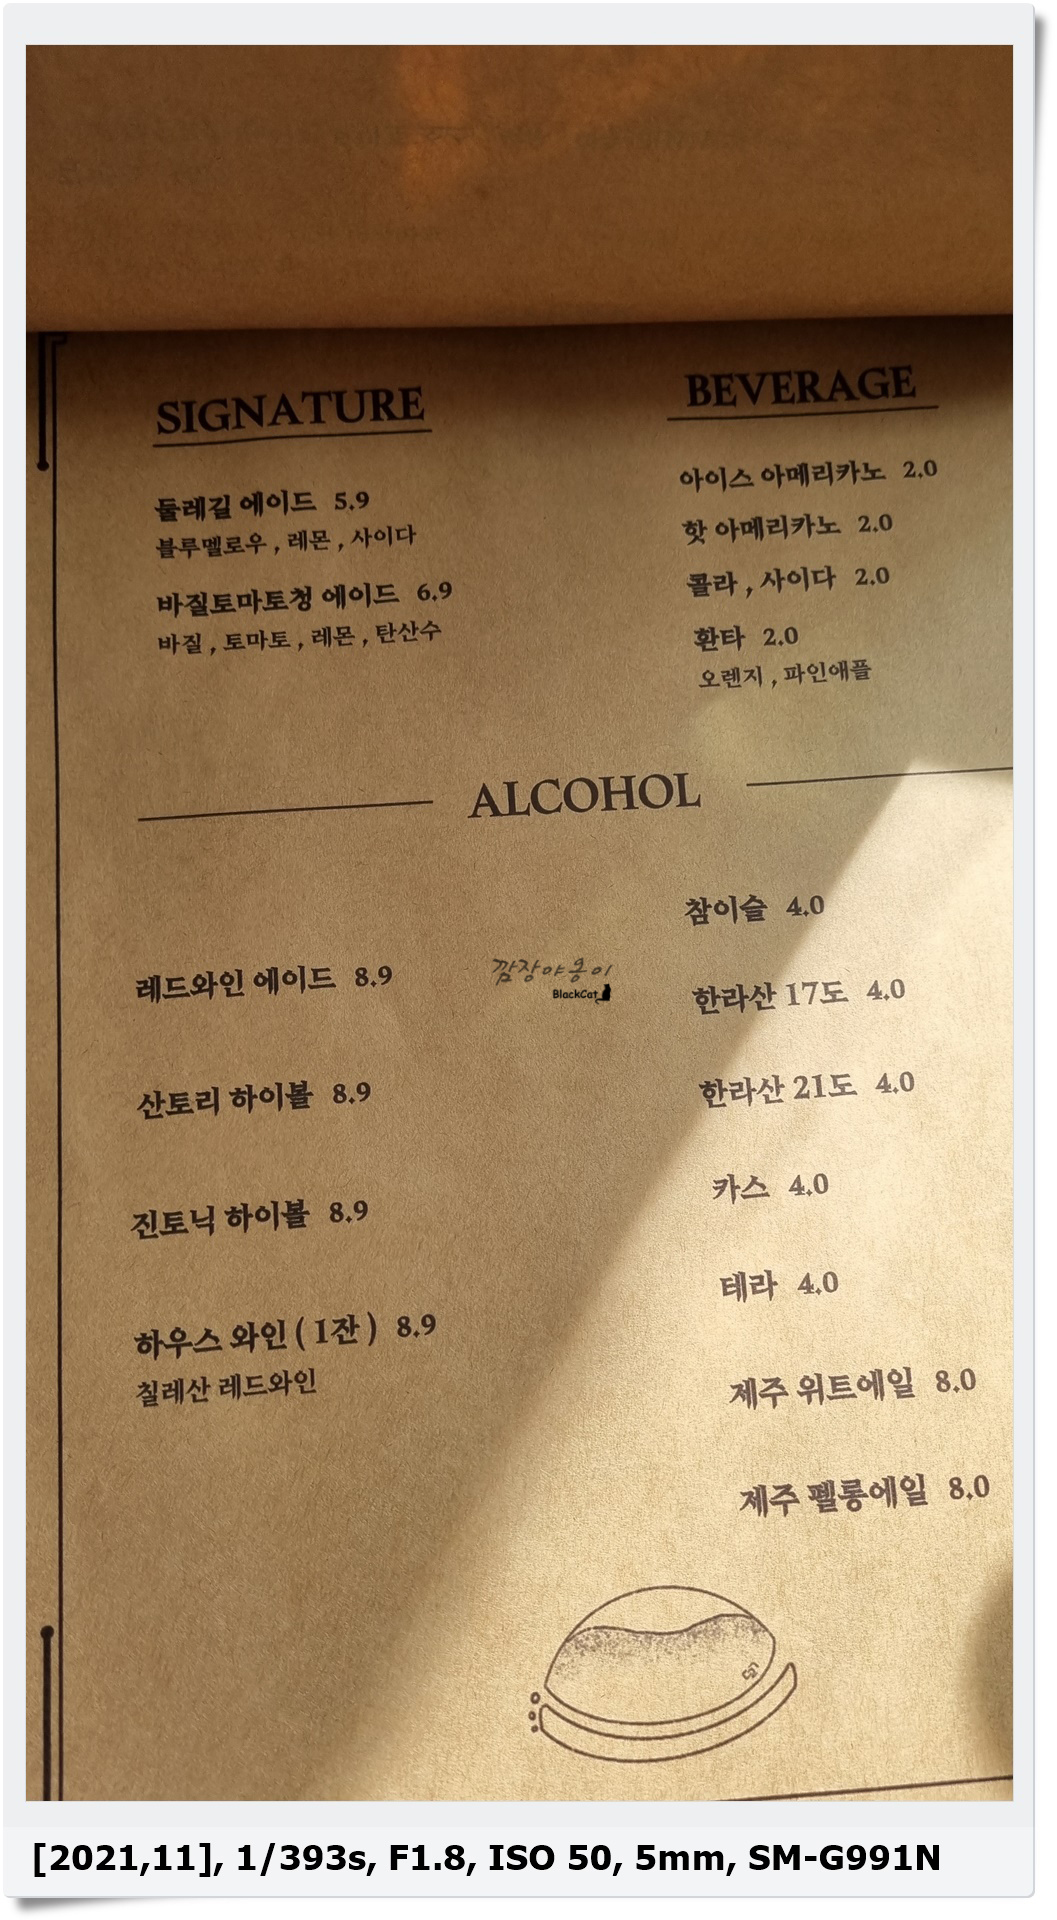 SIGNATURE
둘레길 에이드 5.9
블루멜로우 , 레몬 , 사이다
바질토마토청 에이드 6.9
바질 , 토마토 , 레몬 , 탄산수
BEVERAGE
아이스 아메리카노 2.0
핫 아메리카노 2.0
콜라 , 사이다 2.0
환타 2.0
오렌지 , 파인애플
ALCOHOL
레드와인 에이드 8.9
산토리 하이볼 8.9
진토닉 하이볼 8.9
하우스 와인 ( 1잔 ) 8.9
칠레산 레드와인
깜장야옹이
BlackCat
참이슬 4.0
한라산 17도 4.0
한라산 21도 4.0
카스 4.0
테라 4.0
제주 위트에일 8.0
제주 펠롱에일 8.0
[2021,11], 1/393s, F1.8, ISO 50, 5mm, SM-G991N